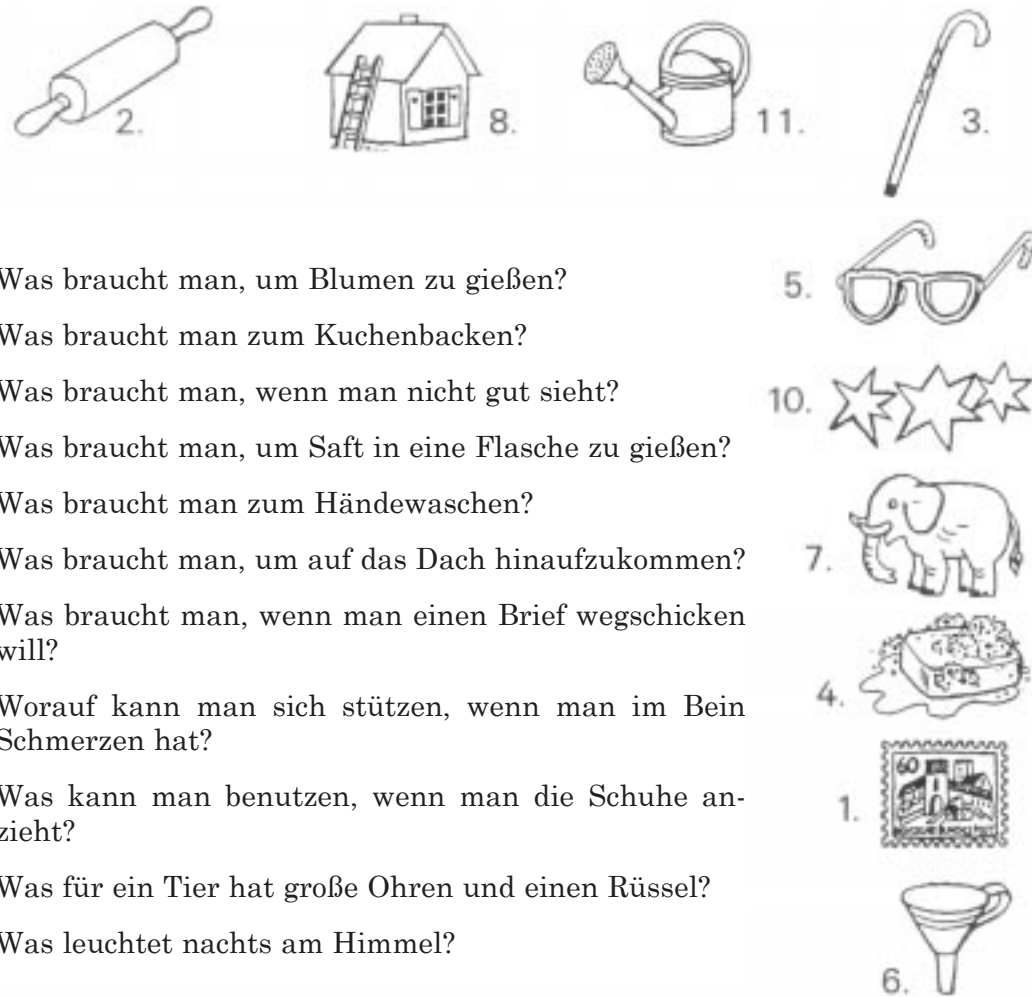 2.
8.
11.
3.
Was braucht man, um Blumen zu gießen?
5.
Was braucht man zum Kuchenbacken?
Was braucht man, wenn man nicht gut sieht?
10.
Was braucht man, um Saft in eine Flasche zu gießen?
Was braucht man zum Händewaschen?
Was braucht man, um auf das Dach hinaufzukommen?
7.
Was braucht man, wenn man einen Brief wegschicken
will?
4.
Worauf kann man sich stützen, wenn man im Bein
Schmerzen hat?
Was kann man benutzen, wenn man die Schuhe an-
zieht?
60
1.
Was für ein Tier hat große Ohren und einen Rüssel?
Was leuchtet nachts am Himmel?
6.